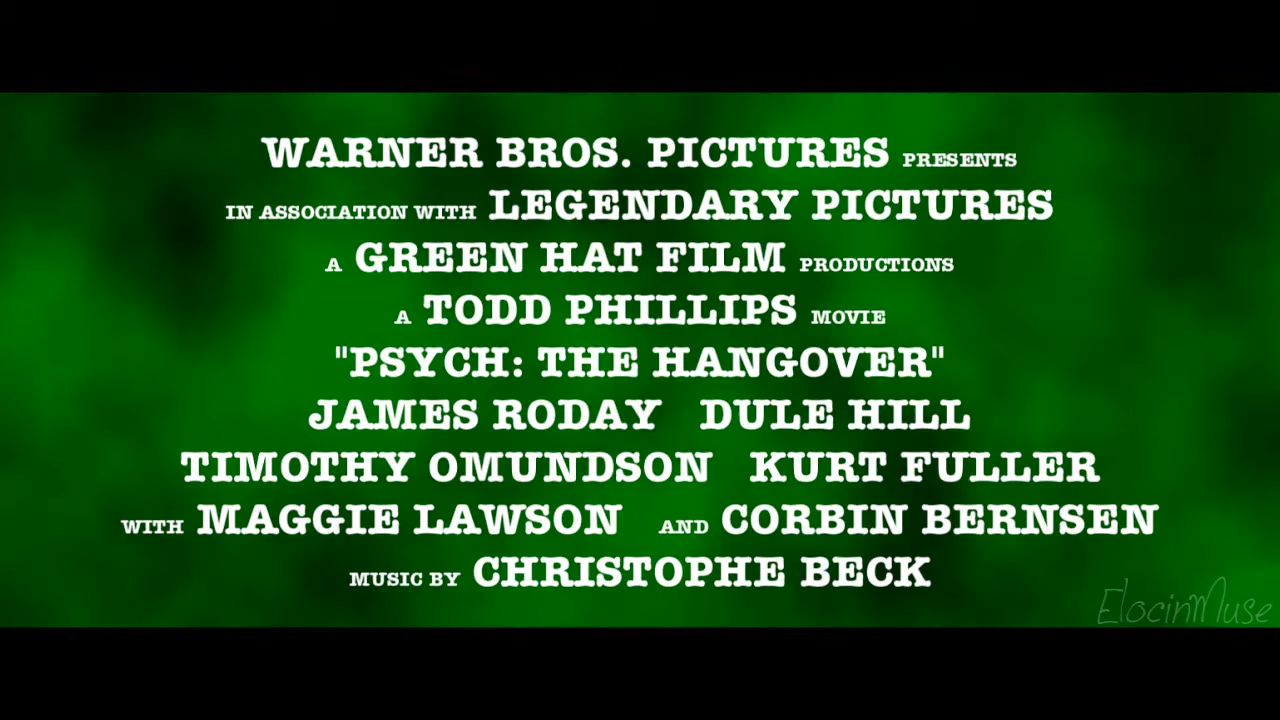 WARNER BROS. PICTURES PRESENTS
IN ASSOCIATION WITH LEGENDARY PICTURES
A GREEN HAT FILM PRODUCTIONS
A TODD PHILLIPS MOVIE
"PSYCH: THE HANGOVER"
JAMES RODAY DULE HILL
TIMOTHY OMUNDSON KURT FULLER
WITH MAGGIE LAWSON AND CORBIN BERNSEN
MUSIC BY CHRISTOPHE BECK
ElocinMuse